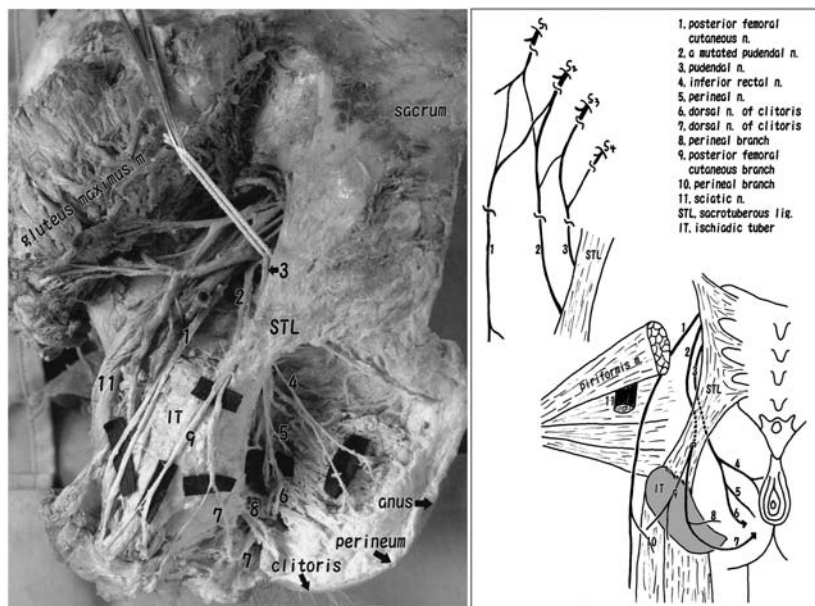 sacrum
gluteus maximus m
3
2
STL
1
11
4
IT
9
5
6
8
7
7
anus
perineum
clitoris
S1
S2
S3
S4
1
2
3
STL
1, posterior femoral
cutaneous n.
2, a mutated pudendal n.
3, pudendal n.
4, inferior rectal n.
5, perineal n.
6, dorsal n. of clitoris
7, dorsal n. of clitoris
8, perineal branch
9, posterior femoral
cutaneous branch
10, perineal branch
11, sciatic n.
STL, sacrotuberous lig.
IT, ischiadic tuber
1
2
piriformis m.
11
STL
4
IT
5
8
6
7